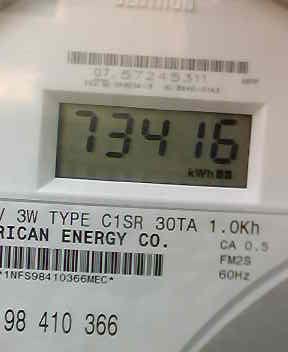 07.57245311
73416
kWh
3W TYPE C1SR 30TA 1.0Kh
RICAN ENERGY CO.
CA 0.5
FM2S
60Hz
*1NFS98410366MEC*
98 410 366